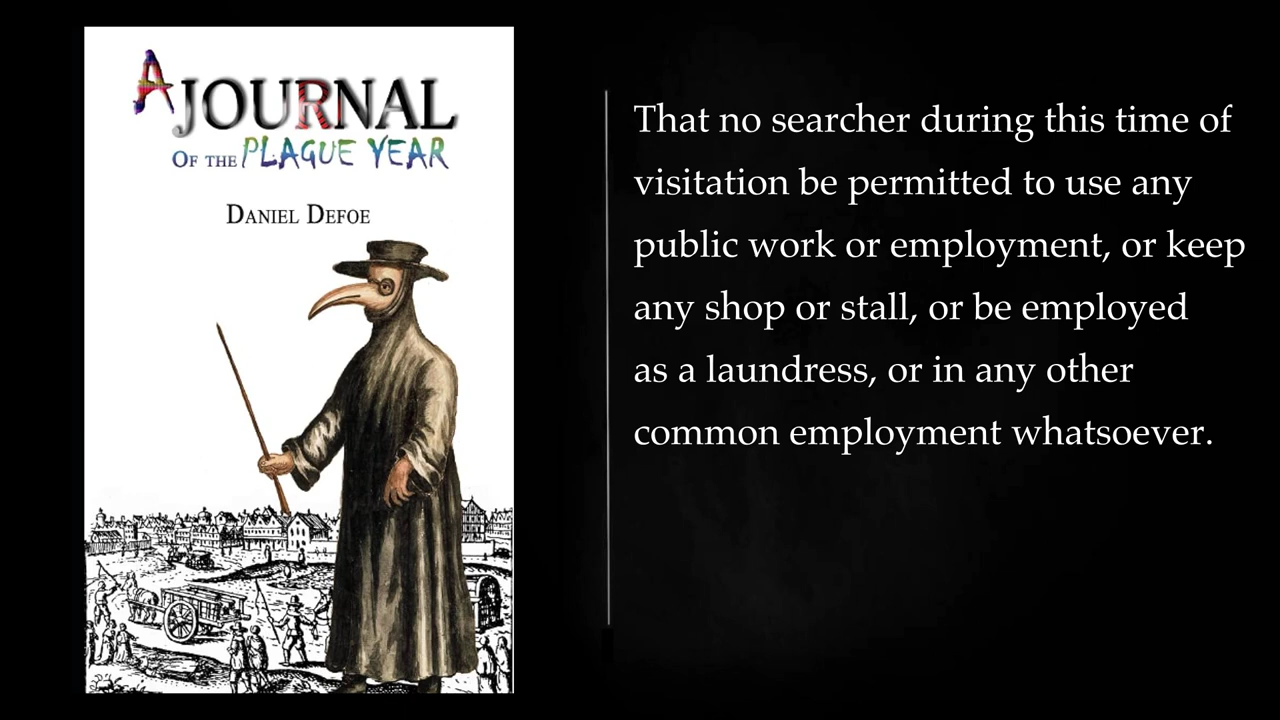 A JOURNAL
OF THE PLAGUE YEAR
DANIEL DEFOE
That no searcher during this time of
visitation be permitted to use any
public work or employment, or keep
any shop or stall, or be employed
as a laundress, or in any other
common employment whatsoever.